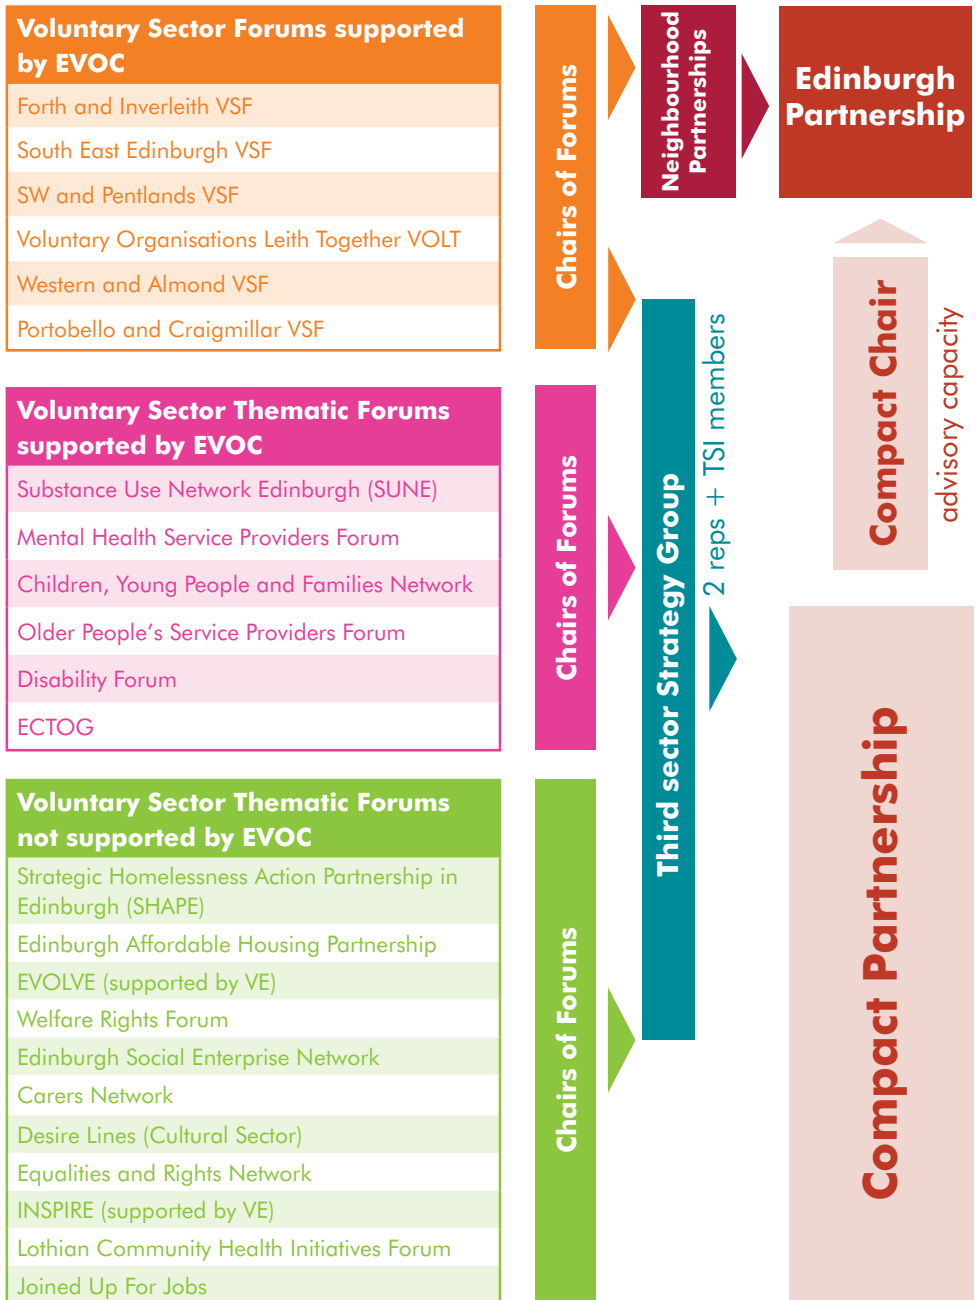 Voluntary Sector Forums supported
by EVOC
Forth and Inverleith VSF
South East Edinburgh VSF
SW and Pentlands VSF
Voluntary Organisations Leith Together VOLT
Western and Almond VSF
Portobello and Craigmillar VSF
Chairs of Forums
Neighbourhood
Partnerships
Edinburgh
Partnership
Voluntary Sector Thematic Forums
supported by EVOC
Substance Use Network Edinburgh (SUNE)
Mental Health Service Providers Forum
Children, Young People and Families Network
Older People's Service Providers Forum
Disability Forum
ECTOG
Chairs of Forums
Third sector Strategy Group
2 reps + TSI members
Compact Chair
advisory capacity
Voluntary Sector Thematic Forums
not supported by EVOC
Strategic Homelessness Action Partnership in
Edinburgh (SHAPE)
Edinburgh Affordable Housing Partnership
EVOLVE (supported by VE)
Welfare Rights Forum
Edinburgh Social Enterprise Network
Carers Network
Desire Lines (Cultural Sector)
Equalities and Rights Network
INSPIRE (supported by VE)
Lothian Community Health Initiatives Forum
Joined Up For Jobs
Chairs of Forums
Compact Partnership